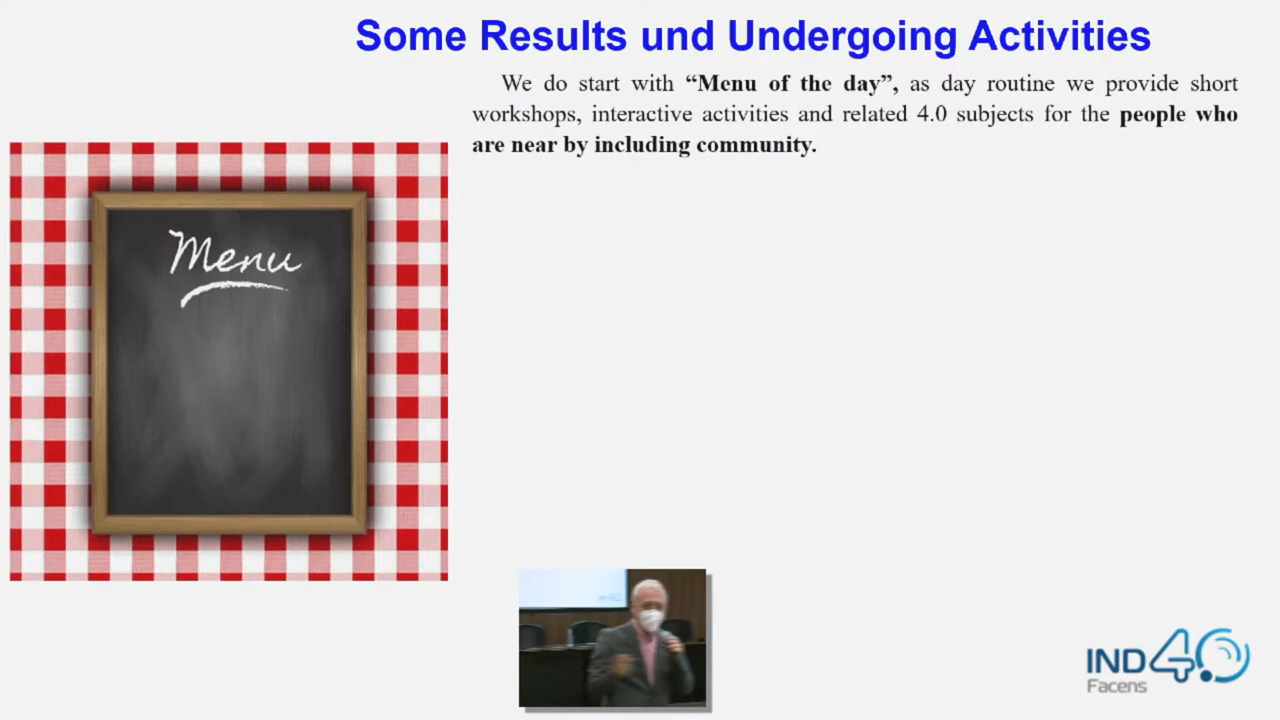 Some Results und Undergoing Activities
We do start with “Menu of the day”, as day routine we provide short
workshops, interactive activities and related 4.0 subjects for the people who
are near by including community.
Menu
IND4.0
Facens